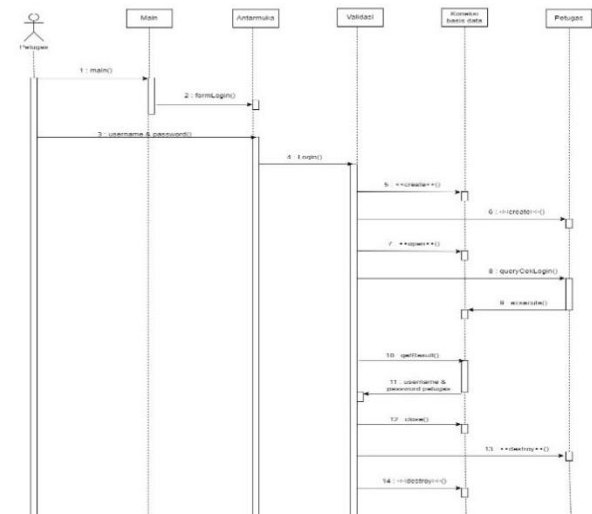 Main
Antarmuka
Validasi
Koneksi
basis data
Petugas
Petugas
1 : main()
2 : formLogin()
3 : username & password()
4 : Login()
5 : **create**()
6 : <<create>>()
7 : **open**()
8 : queryCekLogin()
9 : execute()
10 : getResult()
11 : username &
password petugas
12 : close()
13 : **destroy**()
14 : <<destroy>>()